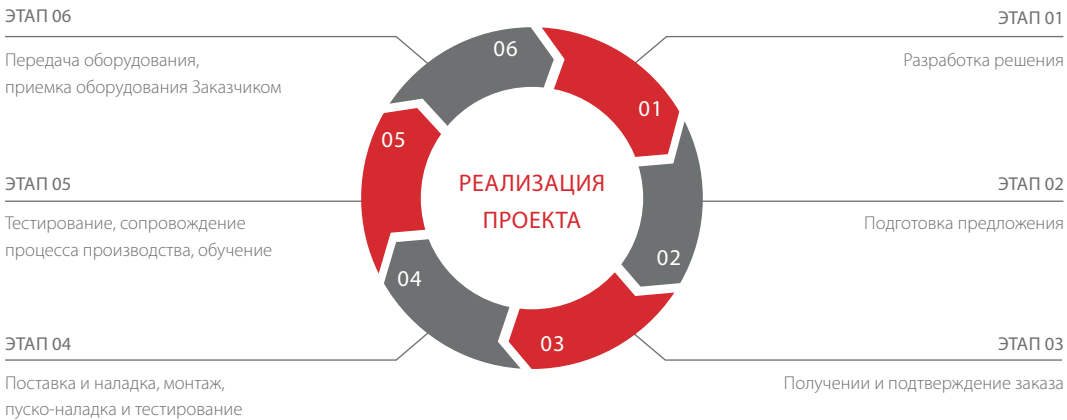 ЭТАП 06
Передача оборудования,
приемка оборудования Заказчиком
ЭТАП 05
Тестирование, сопровождение
процесса производства, обучение
ЭТАП 04
Поставка и наладка, монтаж,
пуско-наладка и тестирование
06
01
05
РЕАЛИЗАЦИЯ
ПРОЕКТА
02
04
03
ЭТАП 01
Разработка решения
ЭТАП 02
Подготовка предложения
ЭТАП 03
Получении и подтверждение заказа